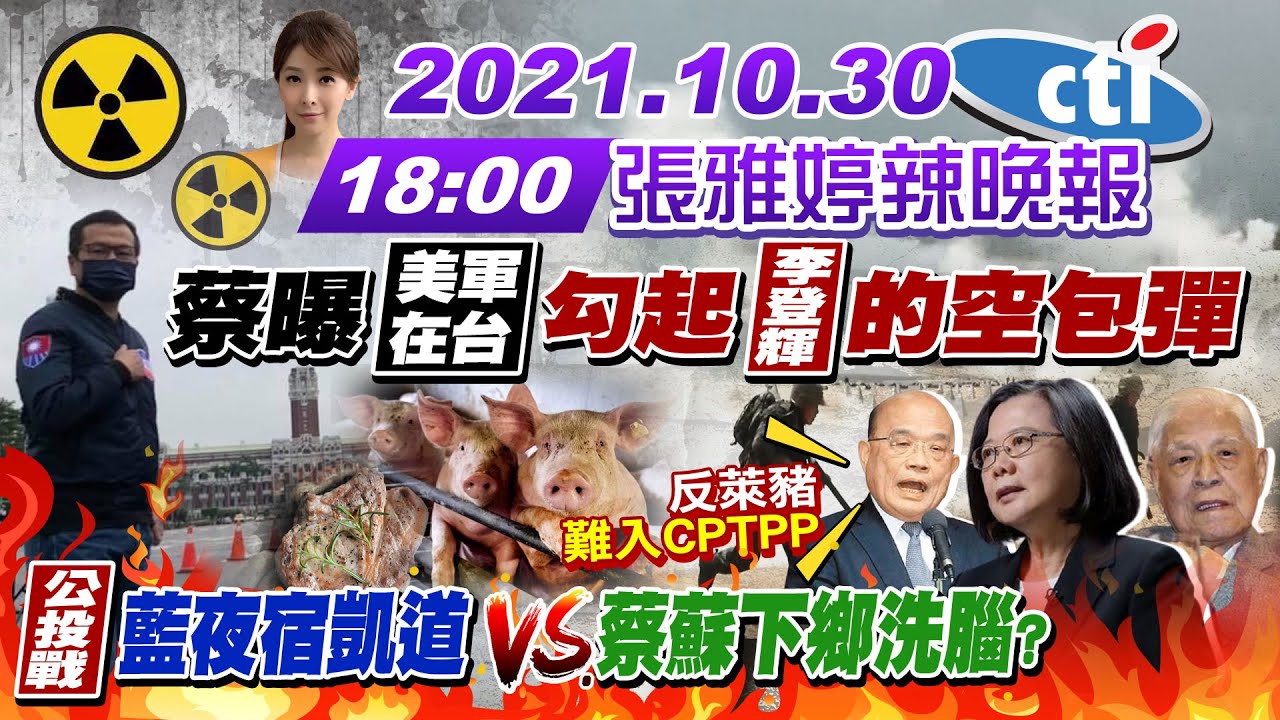 2021.10.30
cti
18:00 張雅婷辣晚報
蔡曝 美軍在台 勾起 李登輝 的空包彈
反萊豬
難入CPTPP
公投戰 藍夜宿凱道 VS. 蔡蘇下鄉洗腦?